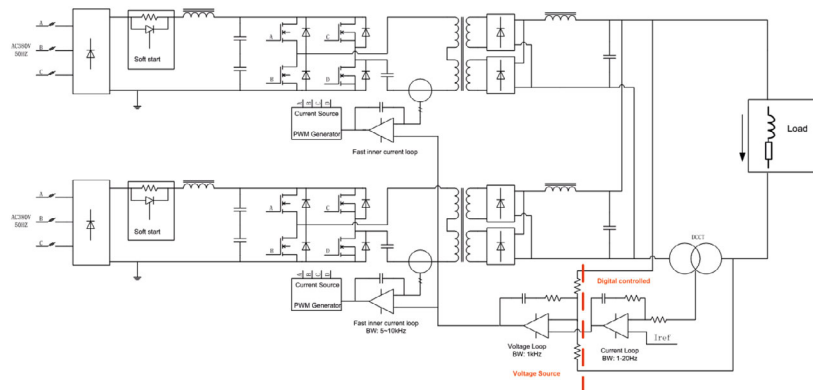 A
AC380V
50HZ
B
C
Soft start
A
C
B
D
A B C D
Current Source
PWM Generator
Fast inner current loop
Load
A
AC380V
50HZ
B
C
Soft start
A
C
B
D
A B C D
Current Source
PWM Generator
Fast inner current loop
BW: 5~10kHz
DCCT
Digital controlled
Voltage Loop
BW: 1kHz
Iref
Current Loop
BW: 1-20Hz
Voltage Source